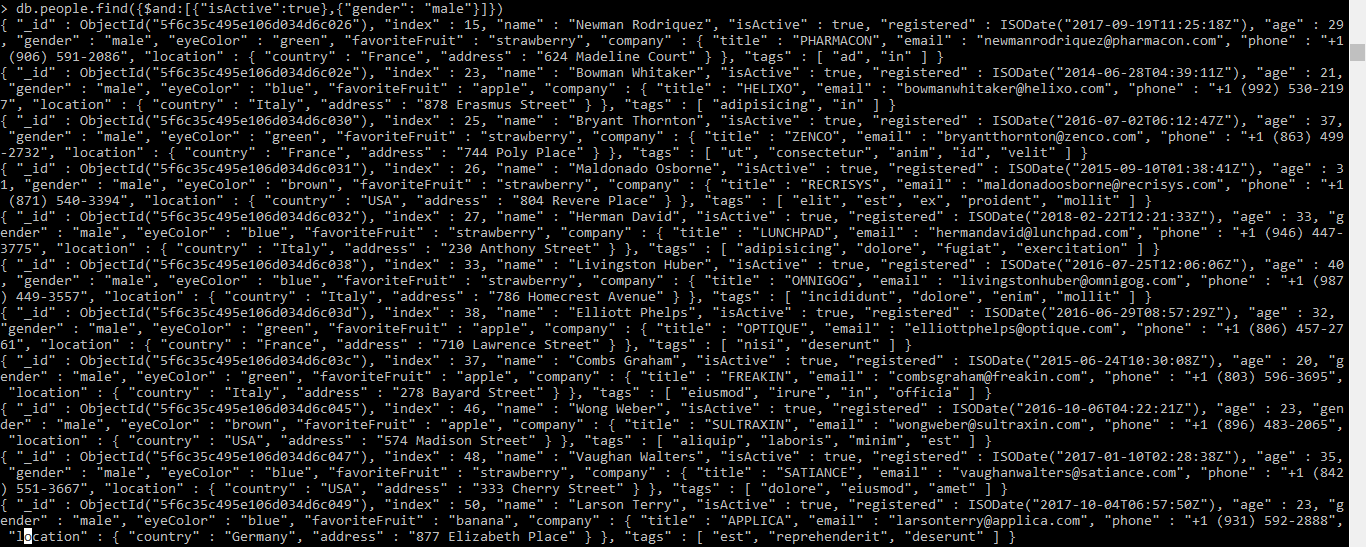 > db.people.find({$and:[{"isActive":true},{"gender": "male"}]})
{ "_id" : ObjectId("5f6c35c495e106d034d6c026"), "index" : 15, "name" : "Newman Rodriquez", "isActive" : true, "registered" : ISODate("2017-09-19T11:25:18Z"), "age" : 29
, "gender" : "male", "eyeColor" : "green", "favoriteFruit" : "strawberry", "company" : { "title" : "PHARMACON", "email" : "newmanrodriquez@pharmacon.com", "phone" : "+1
(906) 591-2086", "location" : { "country" : "France", "address" : "624 Madeline Court" } }, "tags" : [ "ad", "in" ] }
{ "_id" : ObjectId("5f6c35c495e106d034d6c02e"), "index" : 23, "name" : "Bowman Whitaker", "isActive" : true, "registered" : ISODate("2014-06-28T04:39:11Z"), "age" : 21,
"gender" : "male", "eyeColor" : "blue", "favoriteFruit" : "apple", "company" : { "title" : "HELIXO", "email" : "bowmanwhitaker@helixo.com", "phone" : "+1 (992) 530-219
7", "location" : { "country" : "Italy", "address" : "878 Erasmus Street" } }, "tags" : [ "adipisicing", "in" ] }
{ "_id" : ObjectId("5f6c35c495e106d034d6c030"), "index" : 25, "name" : "Bryant Thornton", "isActive" : true, "registered" : ISODate("2016-07-02T06:12:47Z"), "age" : 37,
"gender" : "male", "eyeColor" : "green", "favoriteFruit" : "strawberry", "company" : { "title" : "ZENCO", "email" : "bryantthornton@zenco.com", "phone" : "+1 (863) 499
-2732", "location" : { "country" : "France", "address" : "744 Poly Place" } }, "tags" : [ "ut", "consectetur", "anim", "id", "velit" ] }
{ "_id" : ObjectId("5f6c35c495e106d034d6c031"), "index" : 26, "name" : "Maldonado Osborne", "isActive" : true, "registered" : ISODate("2015-09-10T01:38:41Z"), "age" : 3
1, "gender" : "male", "eyeColor" : "brown", "favoriteFruit" : "strawberry", "company" : { "title" : "RECRISYS", "email" : "maldonadoosborne@recrisys.com", "phone" : "+1
(871) 540-3394", "location" : { "country" : "USA", "address" : "804 Revere Place" } }, "tags" : [ "elit", "est", "ex", "proident", "mollit" ] }
{ "_id" : ObjectId("5f6c35c495e106d034d6c032"), "index" : 27, "name" : "Herman David", "isActive" : true, "registered" : ISODate("2018-02-22T12:21:33Z"), "age" : 33, "g
ender" : "male", "eyeColor" : "blue", "favoriteFruit" : "strawberry", "company" : { "title" : "LUNCHPAD", "email" : "hermandavid@lunchpad.com", "phone" : "+1 (946) 447-
3775", "location" : { "country" : "Italy", "address" : "230 Anthony Street" } }, "tags" : [ "adipisicing", "dolore", "fugiat", "exercitation" ] }
{ "_id" : ObjectId("5f6c35c495e106d034d6c038"), "index" : 33, "name" : "Livingston Huber", "isActive" : true, "registered" : ISODate("2016-07-25T12:06:06Z"), "age" : 40,
"gender" : "male", "eyeColor" : "blue", "favoriteFruit" : "strawberry", "company" : { "title" : "OMNIGOG", "email" : "livingstonhuber@omnigog.com", "phone" : "+1 (987
) 449-3557", "location" : { "country" : "Italy", "address" : "786 Homecrest Avenue" } }, "tags" : [ "incididunt", "dolore", "enim", "mollit" ] }
{ "_id" : ObjectId("5f6c35c495e106d034d6c03d"), "index" : 38, "name" : "Elliott Phelps", "isActive" : true, "registered" : ISODate("2016-06-29T08:57:29Z"), "age" : 32,
"gender" : "male", "eyeColor" : "green", "favoriteFruit" : "apple", "company" : { "title" : "OPTIQUE", "email" : "elliottphelps@optique.com", "phone" : "+1 (806) 457-27
61", "location" : { "country" : "France", "address" : "710 Lawrence Street" } }, "tags" : [ "nisi", "deserunt" ] }
{ "_id" : ObjectId("5f6c35c495e106d034d6c03c"), "index" : 37, "name" : "Combs Graham", "isActive" : true, "registered" : ISODate("2015-06-24T10:30:08Z"), "age" : 20, "g
ender" : "male", "eyeColor" : "green", "favoriteFruit" : "apple", "company" : { "title" : "FREAKIN", "email" : "combsgraham@freakin.com", "phone" : "+1 (803) 596-3695",
"location" : { "country" : "Italy", "address" : "278 Bayard Street" } }, "tags" : [ "eiusmod", "irure", "in", "officia" ] }
{ "_id" : ObjectId("5f6c35c495e106d034d6c045"), "index" : 46, "name" : "Wong Weber", "isActive" : true, "registered" : ISODate("2016-10-06T04:22:21Z"), "age" : 23, "gen
der" : "male", "eyeColor" : "brown", "favoriteFruit" : "apple", "company" : { "title" : "SULTRAXIN", "email" : "wongweber@sultraxin.com", "phone" : "+1 (896) 483-2065",
"location" : { "country" : "USA", "address" : "574 Madison Street" } }, "tags" : [ "aliquip", "laboris", "minim", "est" ] }
{ "_id" : ObjectId("5f6c35c495e106d034d6c047"), "index" : 48, "name" : "Vaughan Walters", "isActive" : true, "registered" : ISODate("2017-01-10T02:28:38Z"), "age" : 35,
"gender" : "male", "eyeColor" : "blue", "favoriteFruit" : "strawberry", "company" : { "title" : "SATIANCE", "email" : "vaughanwalters@satiance.com", "phone" : "+1 (842
) 551-3667", "location" : { "country" : "USA", "address" : "333 Cherry Street" } }, "tags" : [ "dolore", "eiusmod", "amet" ] }
{ "_id" : ObjectId("5f6c35c495e106d034d6c049"), "index" : 50, "name" : "Larson Terry", "isActive" : true, "registered" : ISODate("2017-10-04T06:57:50Z"), "age" : 23, "g
ender" : "male", "eyeColor" : "blue", "favoriteFruit" : "banana", "company" : { "title" : "APPLICA", "email" : "larsonterry@applica.com", "phone" : "+1 (931) 592-2888",
"location" : { "country" : "Germany", "address" : "877 Elizabeth Place" } }, "tags" : [ "est", "reprehenderit", "deserunt" ] }